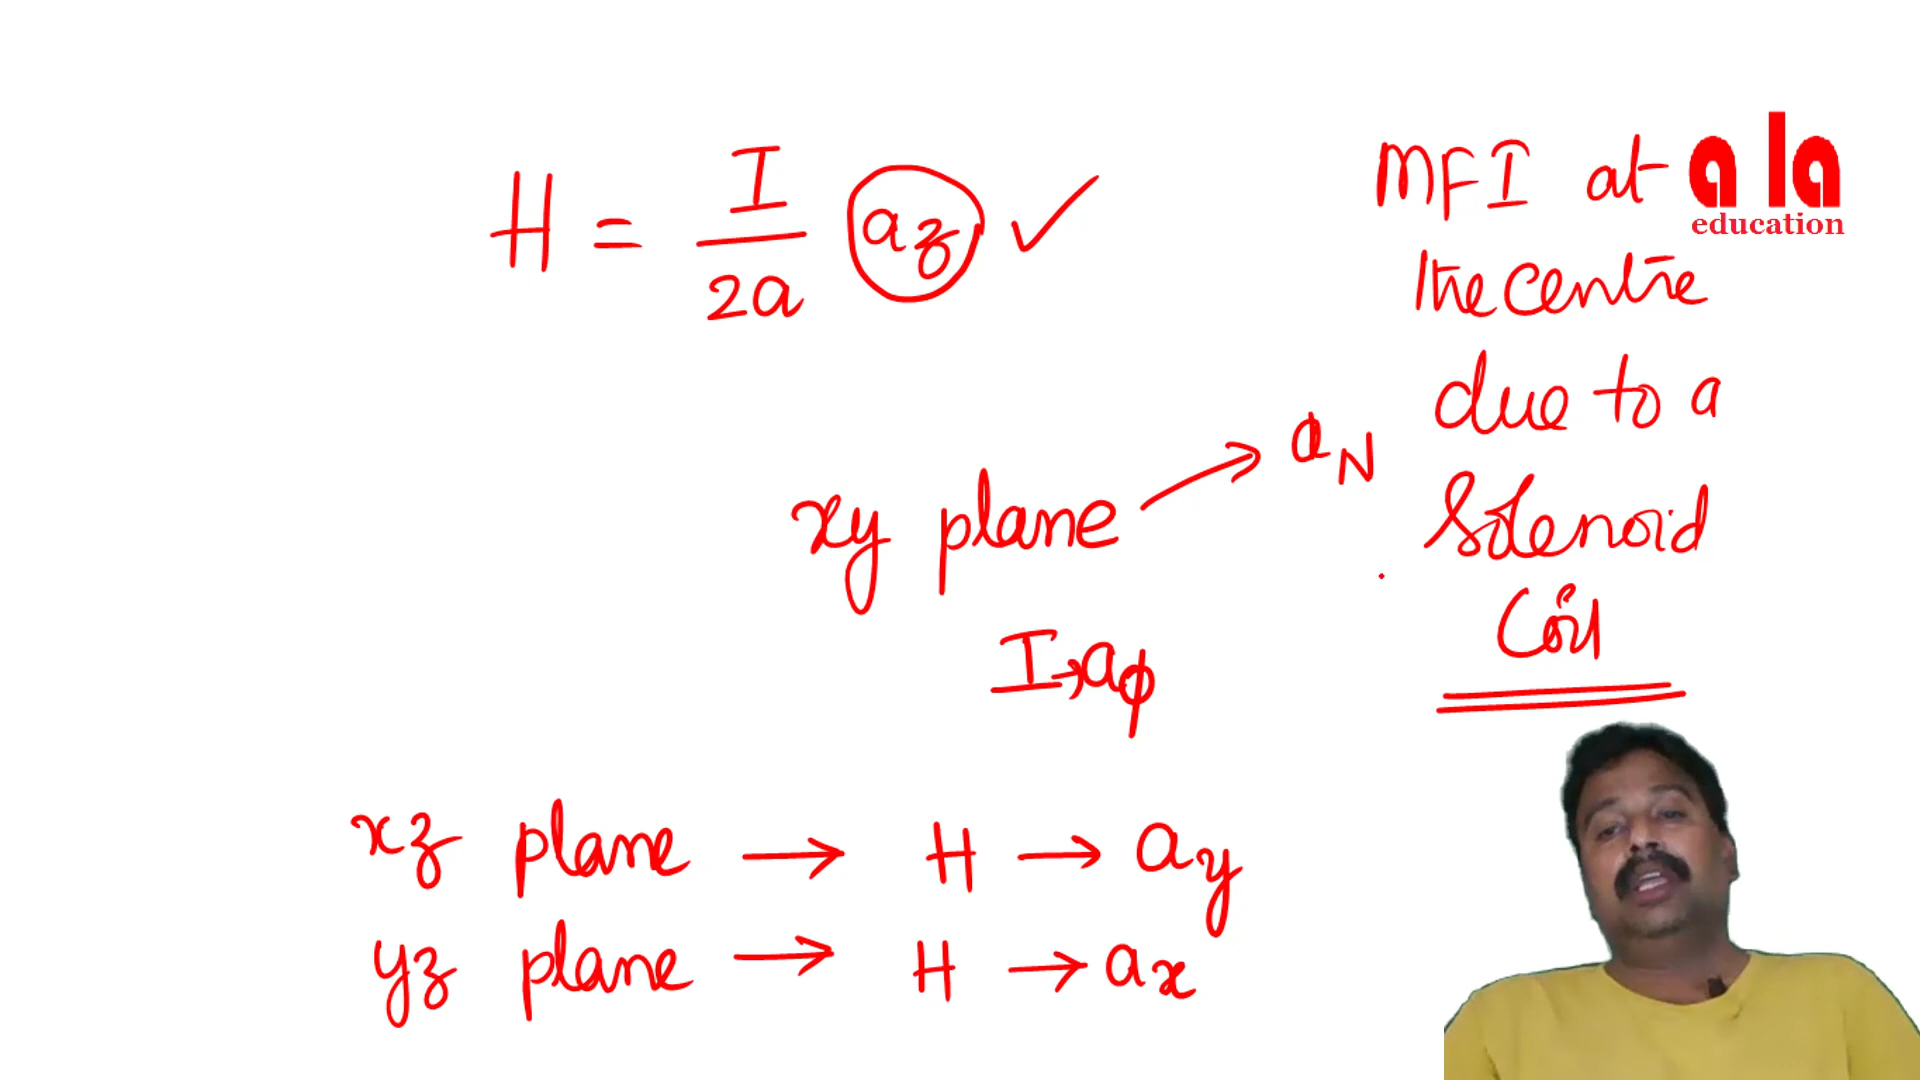 H = I / 2a az ✓
xy plane → aN
I → aϕ
xz plane → H → ay
yz plane → H → ax
MFI at
the centre
due to a
Solenoid
Coil
a la
education